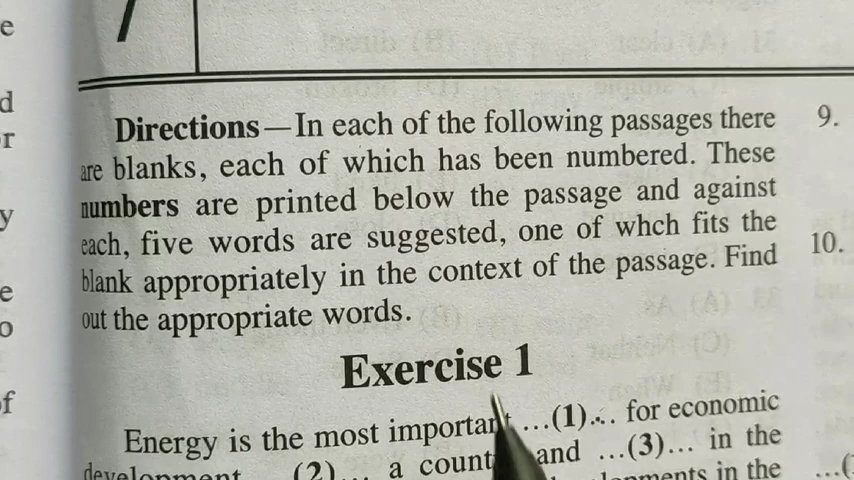 Directions—In each of the following passages there
are blanks, each of which has been numbered. These
numbers are printed below the passage and against
each, five words are suggested, one of whch fits the
blank appropriately in the context of the passage. Find
out the appropriate words.
Exercise 1
Energy is the most important ...(1)... for economic
development ...(2)... a country and ...(3)... in the
in the
9.
10.